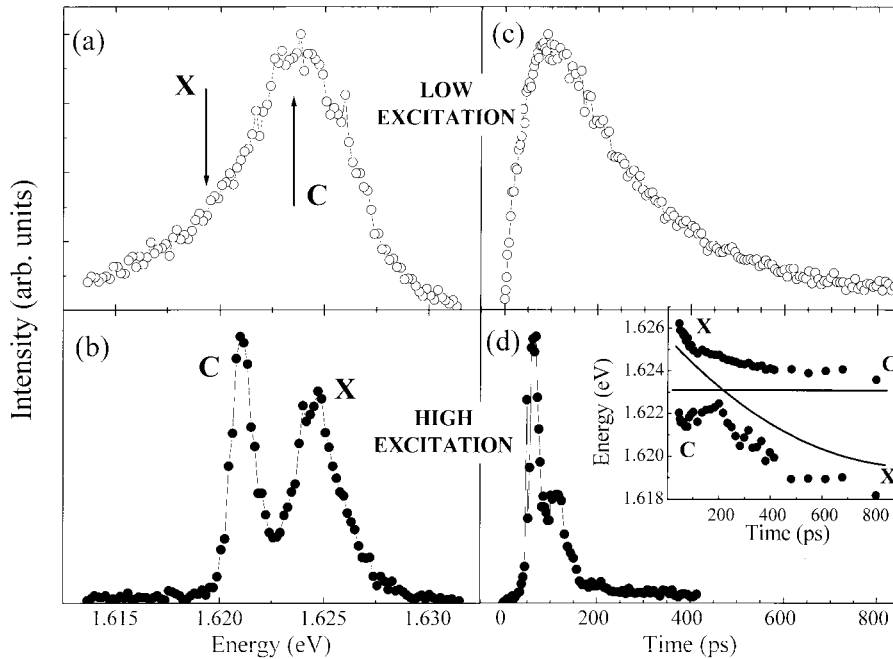 (a)
X
C
LOW
EXCITATION
(c)
Intensity (arb. units)
(b)
C
X
HIGH
EXCITATION
(d)
1.626
1.624
1.622
1.620
1.618
Energy (eV)
X
C
C
X
200 400 600 800
Time (ps)
1.615 1.620 1.625 1.630
Energy (eV)
0 200 400 600 800
Time (ps)